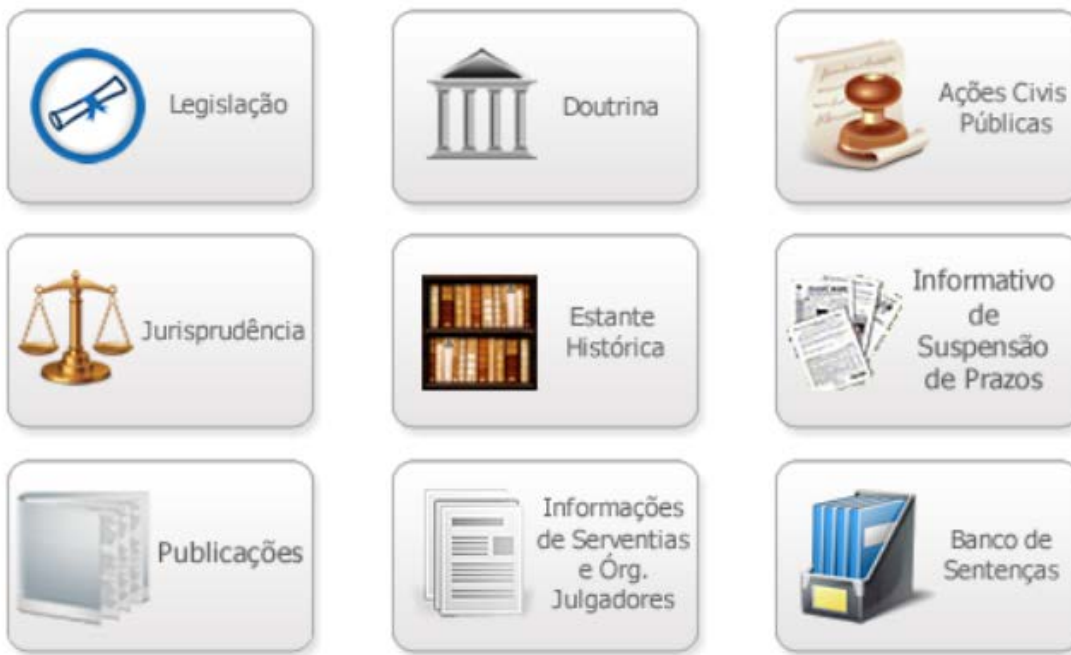 Legislação
Doutrina
Ações Civis
Públicas
Jurisprudência
Estante
Histórica
Informativo
de
Suspensão
de Prazos
Publicações
Informações
de Serventias
e Órg.
Julgadores
Banco de
Sentenças